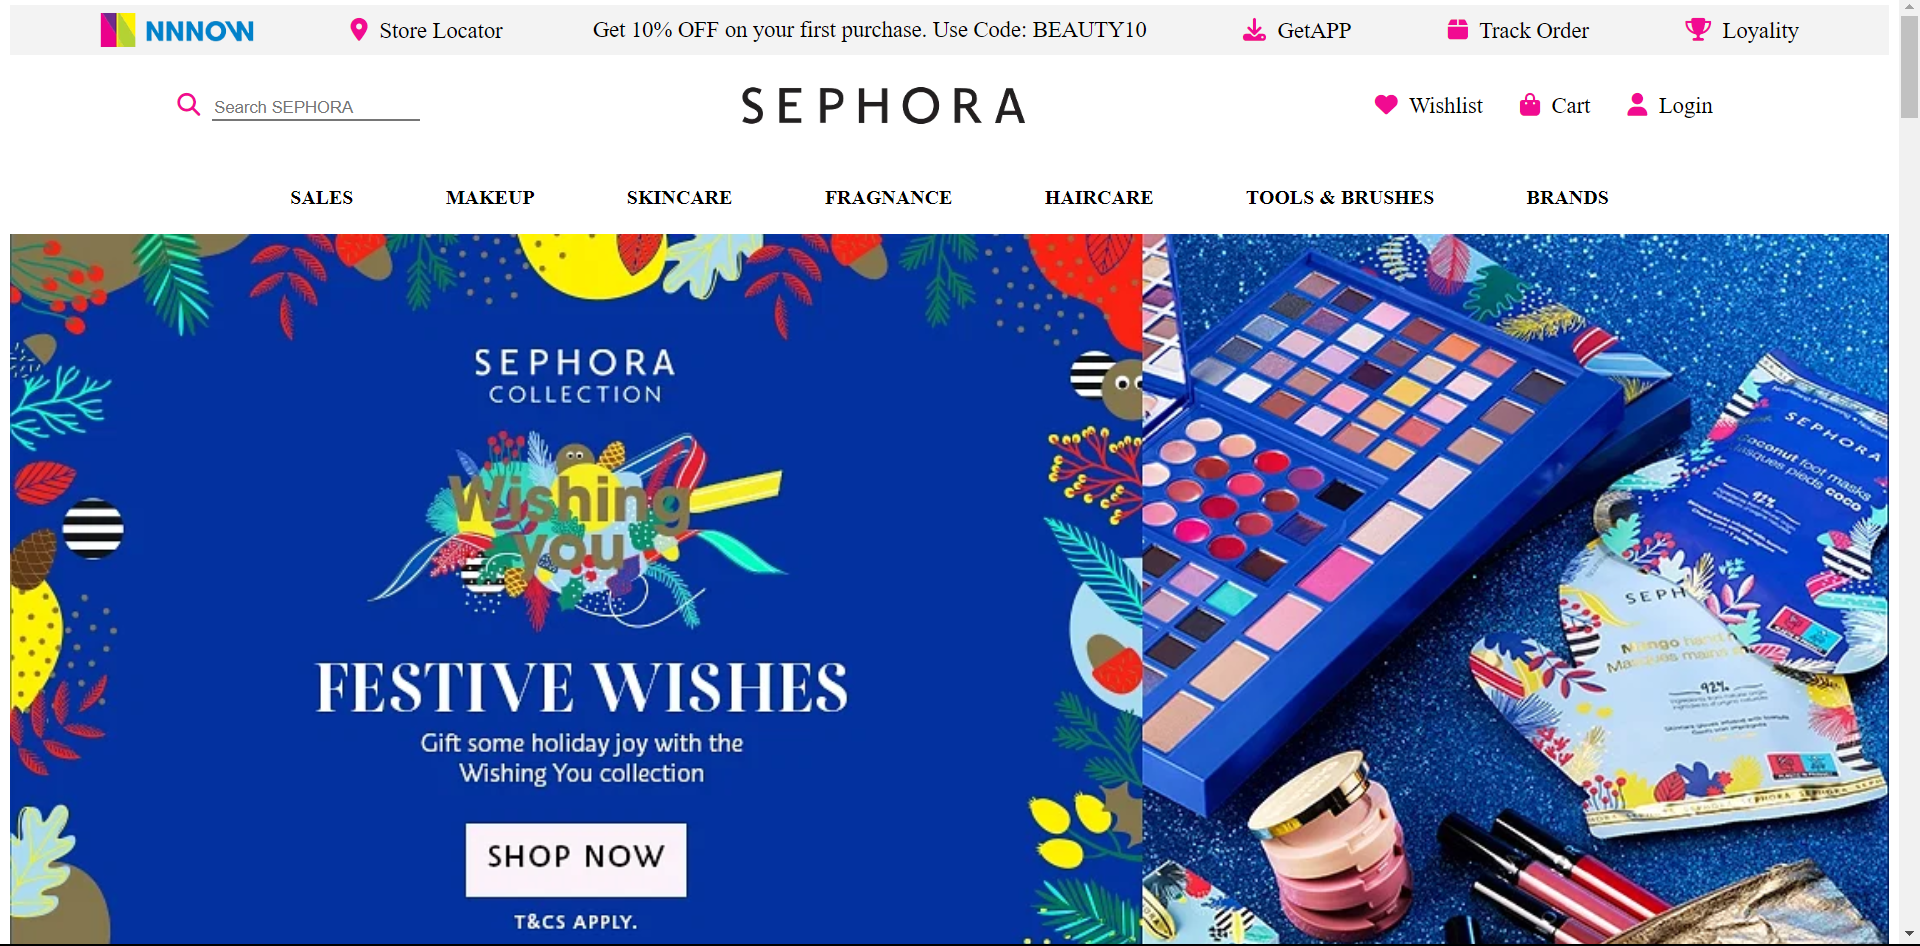 NNNOW Store Locator Get 10% OFF on your first purchase. Use Code: BEAUTY10 GetAPP Track Order Loyality
Search SEPHORA SEPHORA Wishlist Cart Login
SALES MAKEUP SKINCARE FRAGNANCE HAIRCARE TOOLS & BRUSHES BRANDS
SEPHORA
COLLECTION
Wishing
you
FESTIVE WISHES
Gift some holiday joy with the
Wishing You collection
SHOP NOW
T&CS APPLY.
SEPHORA
Coconut foot masks
Masques pieds coco
92%
SEPH
Mango hand
Masques mains
92%
SEPHORA SEPHORA